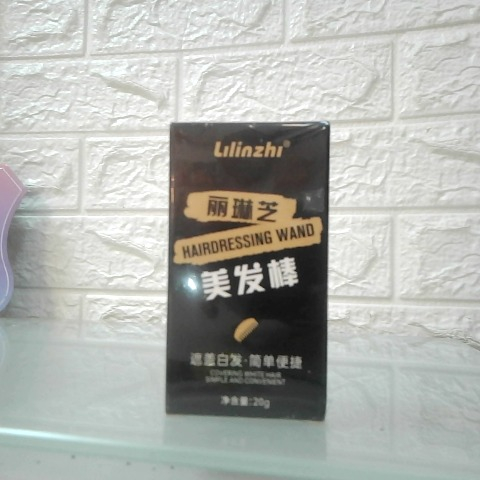 Lilinzhi®
丽琳芝
HAIRDRESSING WAND
美发棒
遮盖白发·简单便捷
COVERING WHITE HAIR
SIMPLE AND CONVENIENT
净含量:20g